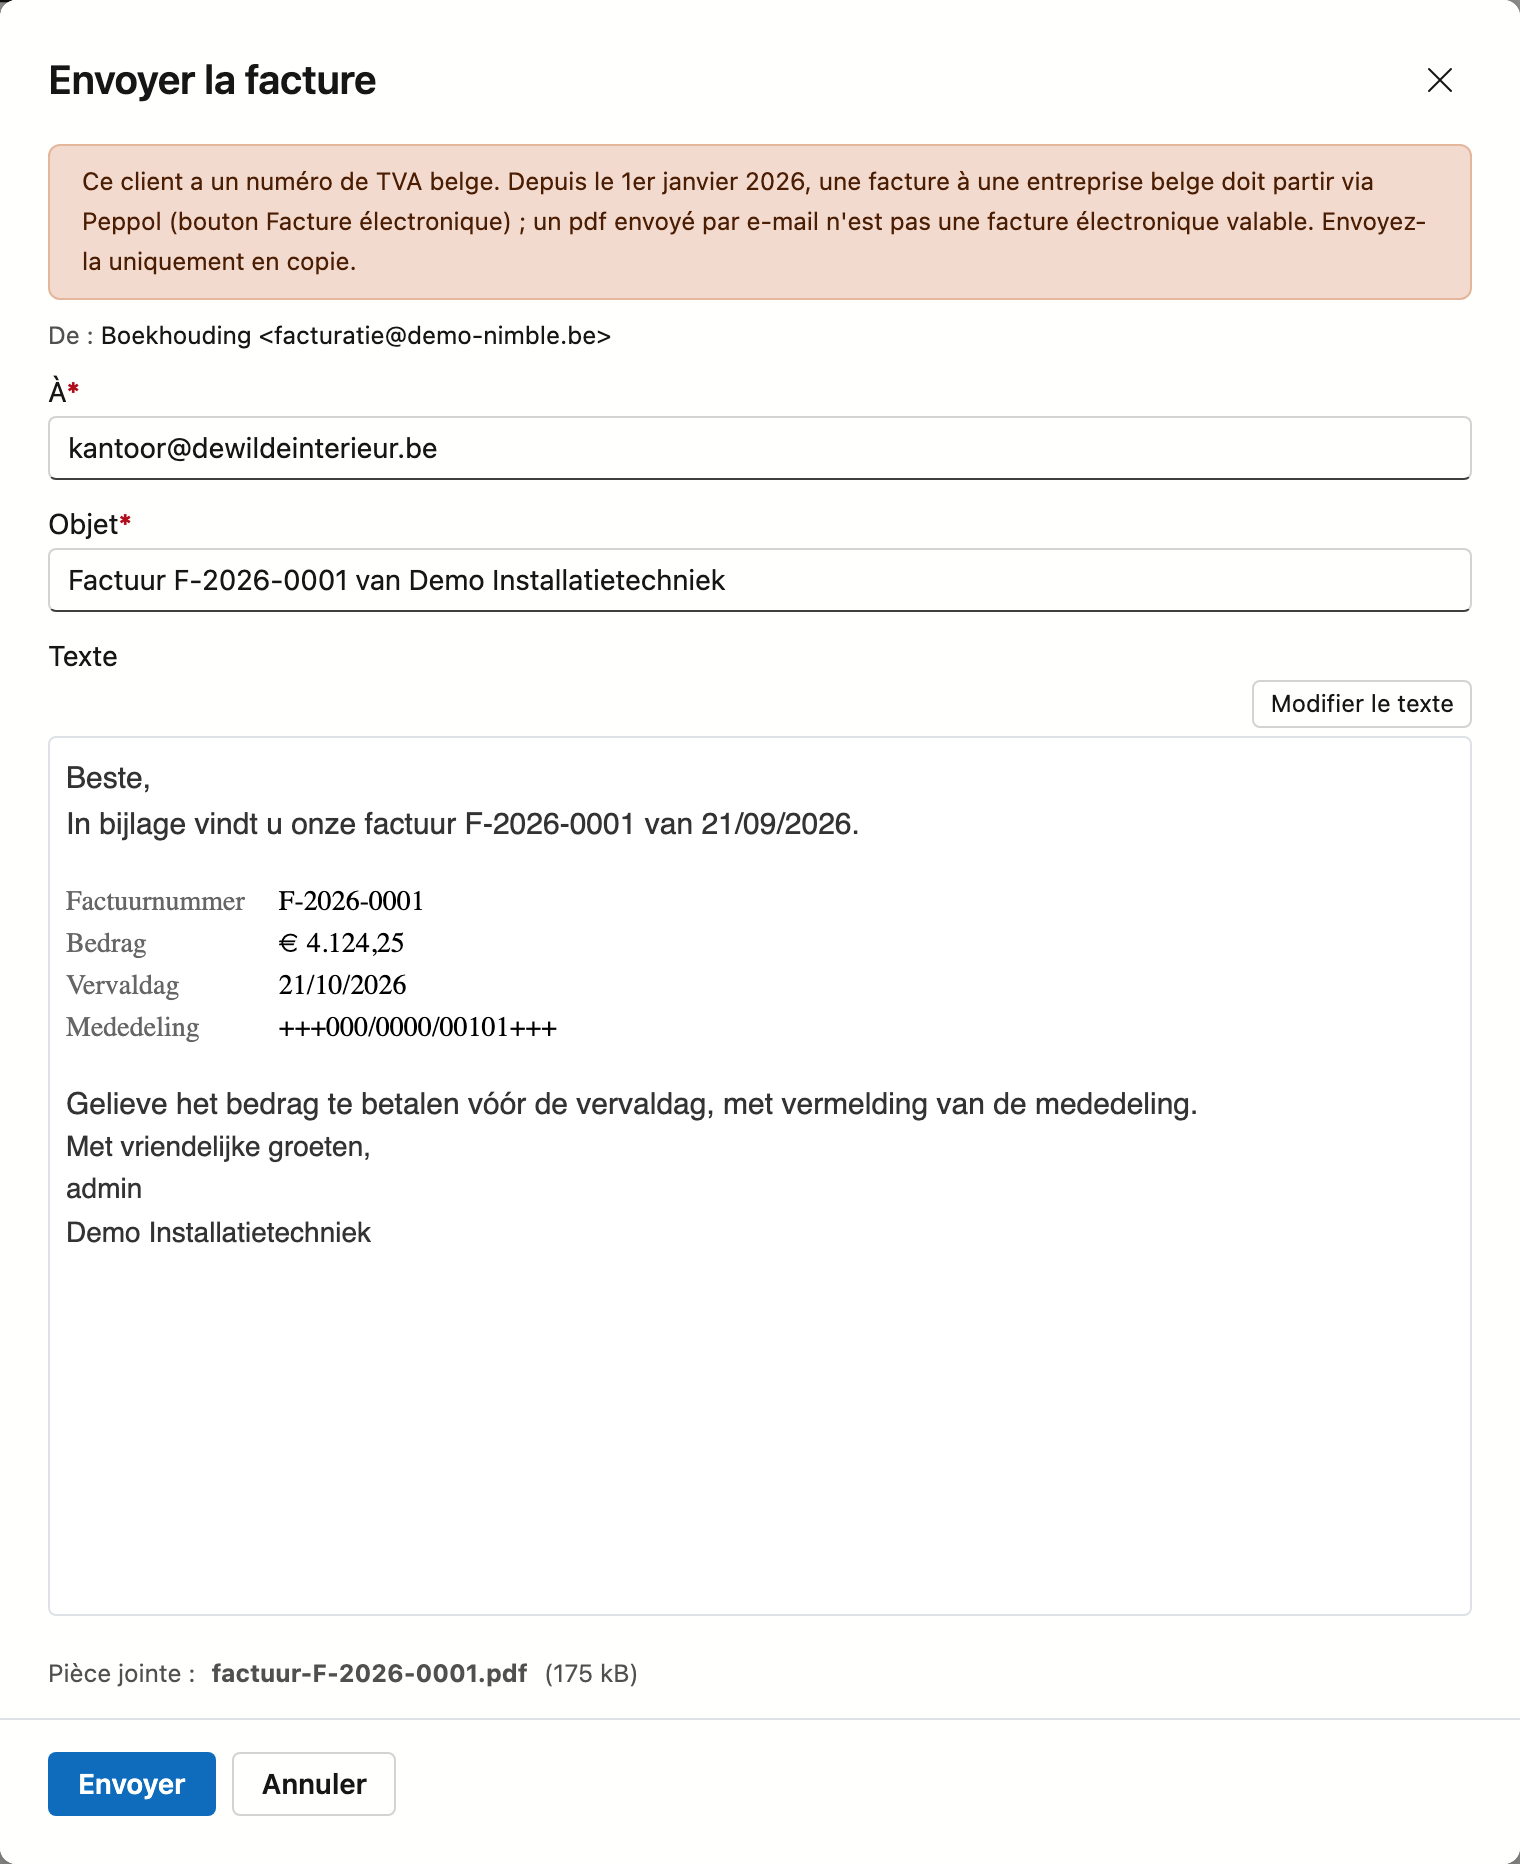 Envoyer la facture
Ce client a un numéro de TVA belge. Depuis le 1er janvier 2026, une facture à une entreprise belge doit partir via
Peppol (bouton Facture électronique) ; un pdf envoyé par e-mail n'est pas une facture électronique valable. Envoyez-
la uniquement en copie.
De : Boekhouding <facturatie@demo-nimble.be>
À*
kantoor@dewildeinterieur.be
Objet*
Factuur F-2026-0001 van Demo Installatietechniek
Texte
Modifier le texte
Beste,
In bijlage vindt u onze factuur F-2026-0001 van 21/09/2026.
Factuurnummer F-2026-0001
Bedrag € 4.124,25
Vervaldag 21/10/2026
Mededeling +++000/0000/00101+++
Gelieve het bedrag te betalen vóór de vervaldag, met vermelding van de mededeling.
Met vriendelijke groeten,
admin
Demo Installatietechniek
Pièce jointe : factuur-F-2026-0001.pdf (175 kB)
Envoyer Annuler